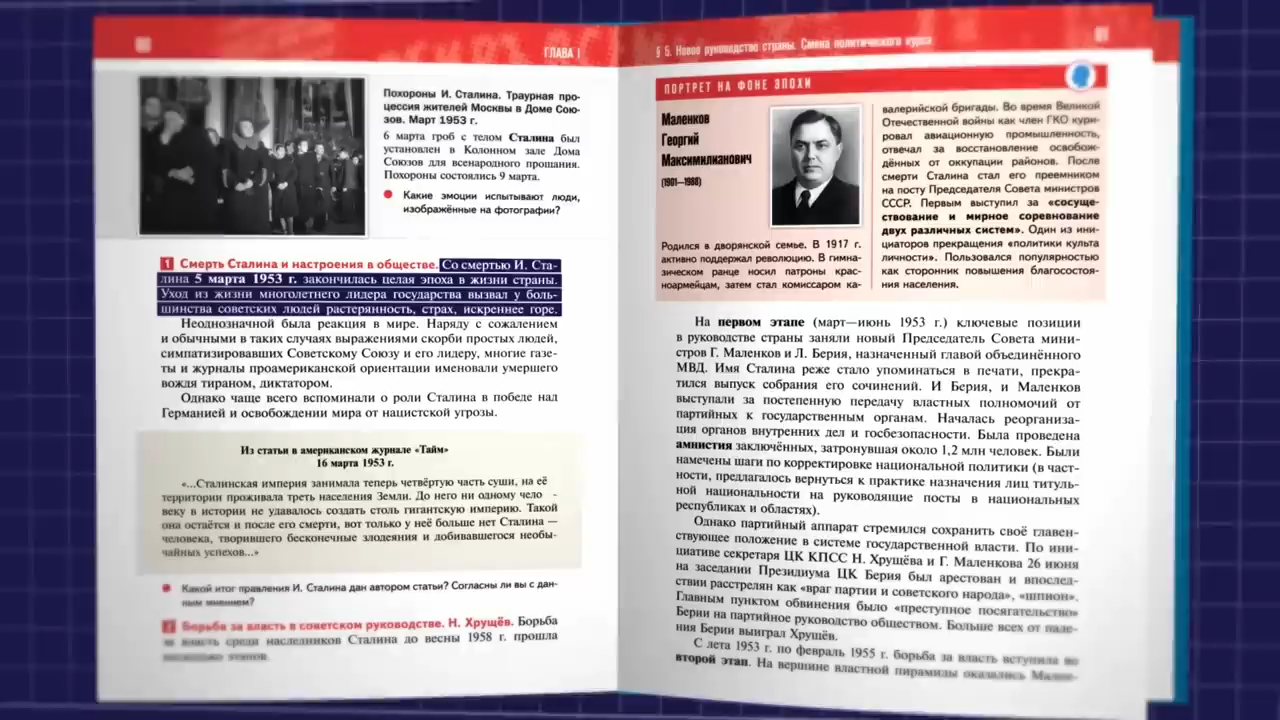 ГЛАВА I
Похороны И. Сталина. Траурная про-
цессия жителей Москвы в Доме Сою-
зов. Март 1953 г.
6 марта гроб с телом Сталина был
установлен в Колонном зале Дома
Союзов для всенародного прощания.
Похороны состоялись 9 марта.
Какие эмоции испытывают люди,
изображённые на фотографии?
1 Смерть Сталина и настроения в обществе. Со смертью И. Ста-
лина 5 марта 1953 г. закончилась целая эпоха в жизни страны.
Уход из жизни многолетнего лидера государства вызвал у боль-
шинства советских людей растерянность, страх, искреннее горе.
Неоднозначной была реакция в мире. Наряду с сожалением
и обычными в таких случаях выражениями скорби простых людей,
симпатизировавших Советскому Союзу и его лидеру, многие газе-
ты и журналы проамериканской ориентации именовали умершего
вождя тираном, диктатором.
Однако чаще всего вспоминали о роли Сталина в победе над
Германией и освобождении мира от нацистской угрозы.
Из статьи в американском журнале «Тайм»
16 марта 1953 г.
«...Сталинская империя занимала теперь четвёртую часть суши, на её
территории проживала треть населения Земли. До него ни одному чело -
веку в истории не удавалось создать столь гигантскую империю. Такой
она остаётся и после его смерти, вот только у неё больше нет Сталина —
человека, творившего бесконечные злодеяния и добивавшегося необы-
чайных успехов...»
Какой итог правления И. Сталина дан автором статьи? Согласны ли вы с дан-
ным мнением?
2 Борьба за власть в советском руководстве. Н. Хрущёв. Борьба
за власть среди наследников Сталина до весны 1958 г. прошла
несколько этапов.
§ 5. Новое руководство страны. Смена политического курса
ПОРТРЕТ НА ФОНЕ ЭПОХИ
Маленков
Георгий
Максимилианович
(1901—1988)
Родился в дворянской семье. В 1917 г.
активно поддержал революцию. В гимна-
зическом ранце носил патроны крас-
ноармейцам, затем стал комиссаром ка-
валерийской бригады. Во время Великой
Отечественной войны как член ГКО кури-
ровал авиационную промышленность,
отвечал за восстановление освобож-
дённых от оккупации районов. После
смерти Сталина стал его преемником
на посту Председателя Совета министров
СССР. Первым выступил за «сосуще-
ствование и мирное соревнование
двух различных систем». Один из ини-
циаторов прекращения «политики культа
личности». Пользовался популярностью
как сторонник повышения благосостоя-
ния населения.
На первом этапе (март—июнь 1953 г.) ключевые позиции
в руководстве страны заняли новый Председатель Совета мини-
стров Г. Маленков и Л. Берия, назначенный главой объединённого
МВД. Имя Сталина реже стало упоминаться в печати, прекра-
тился выпуск собрания его сочинений. И Берия, и Маленков
выступали за постепенную передачу властных полномочий от
партийных к государственным органам. Началась реорганиза-
ция органов внутренних дел и госбезопасности. Была проведена
амнистия заключённых, затронувшая около 1,2 млн человек. Были
намечены шаги по корректировке национальной политики (в част-
ности, предлагалось вернуться к практике назначения лиц титуль-
ной национальности на руководящие посты в национальных
республиках и областях).
Однако партийный аппарат стремился сохранить своё главен-
ствующее положение в системе государственной власти. По ини-
циативе секретаря ЦК КПСС Н. Хрущёва и Г. Маленкова 26 июня
на заседании Президиума ЦК Берия был арестован и впослед-
ствии расстрелян как «враг партии и советского народа», «шпион».
Главным пунктом обвинения было «преступное посягательство»
Берии на партийное руководство обществом. Больше всех от паде-
ния Берии выиграл Хрущёв.
С лета 1953 г. по февраль 1955 г. борьба за власть вступила во
второй этап. На вершине властной пирамиды оказались Мален-